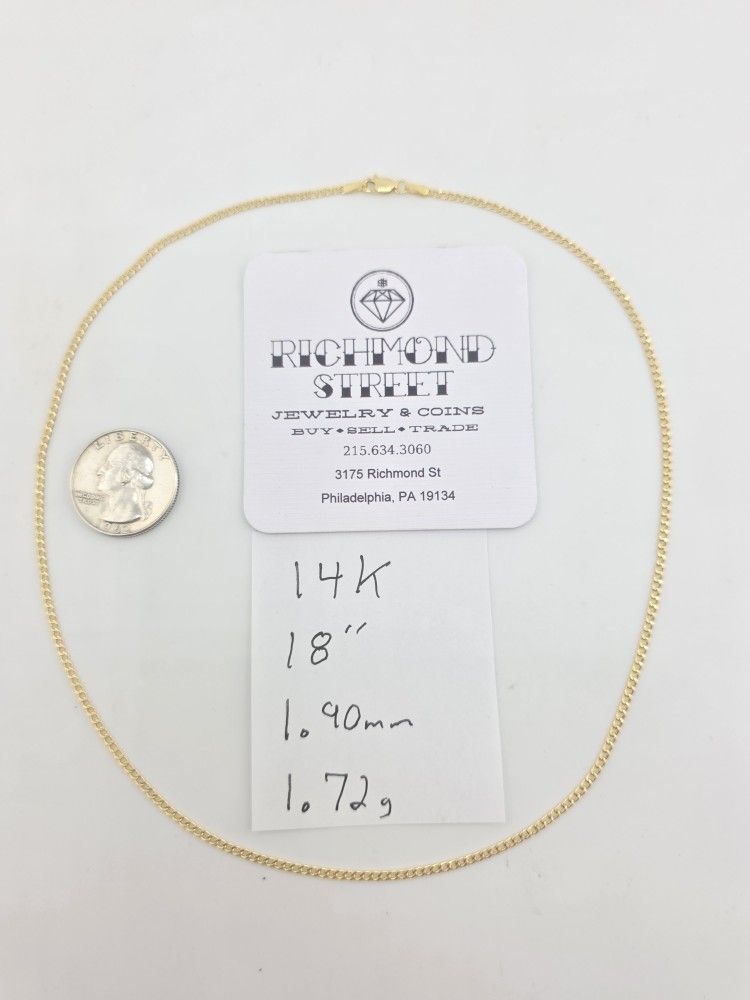 RICHMOND
STREET
JEWELRY & COINS
BUY • SELL • TRADE
215.634.3060
3175 Richmond St
Philadelphia, PA 19134
LIBERTY
14K
18"
1.90mm
1.72g